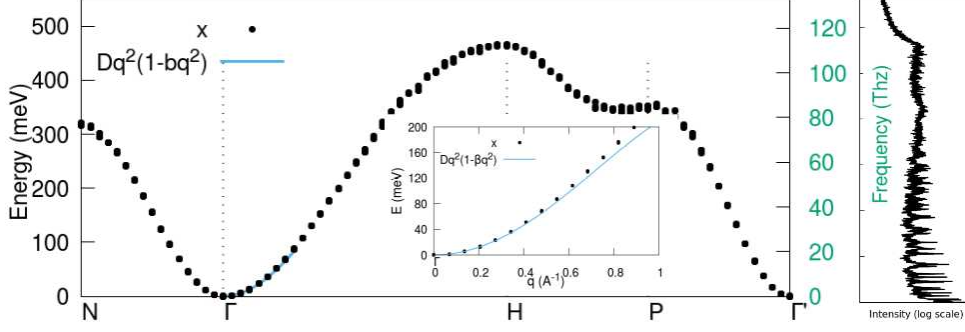 500
400
300
200
100
0
Energy (meV)
x
Dq²(1-bq²)
N
Γ
H
P
Γ'
200
160
120
80
40
0
E (meV)
x
Dq²(1-βq²)
Γ
0
0.2
0.4
0.6
0.8
1
q (A⁻¹)
120
100
80
60
40
20
0
Frequency (Thz)
Intensity (log scale)